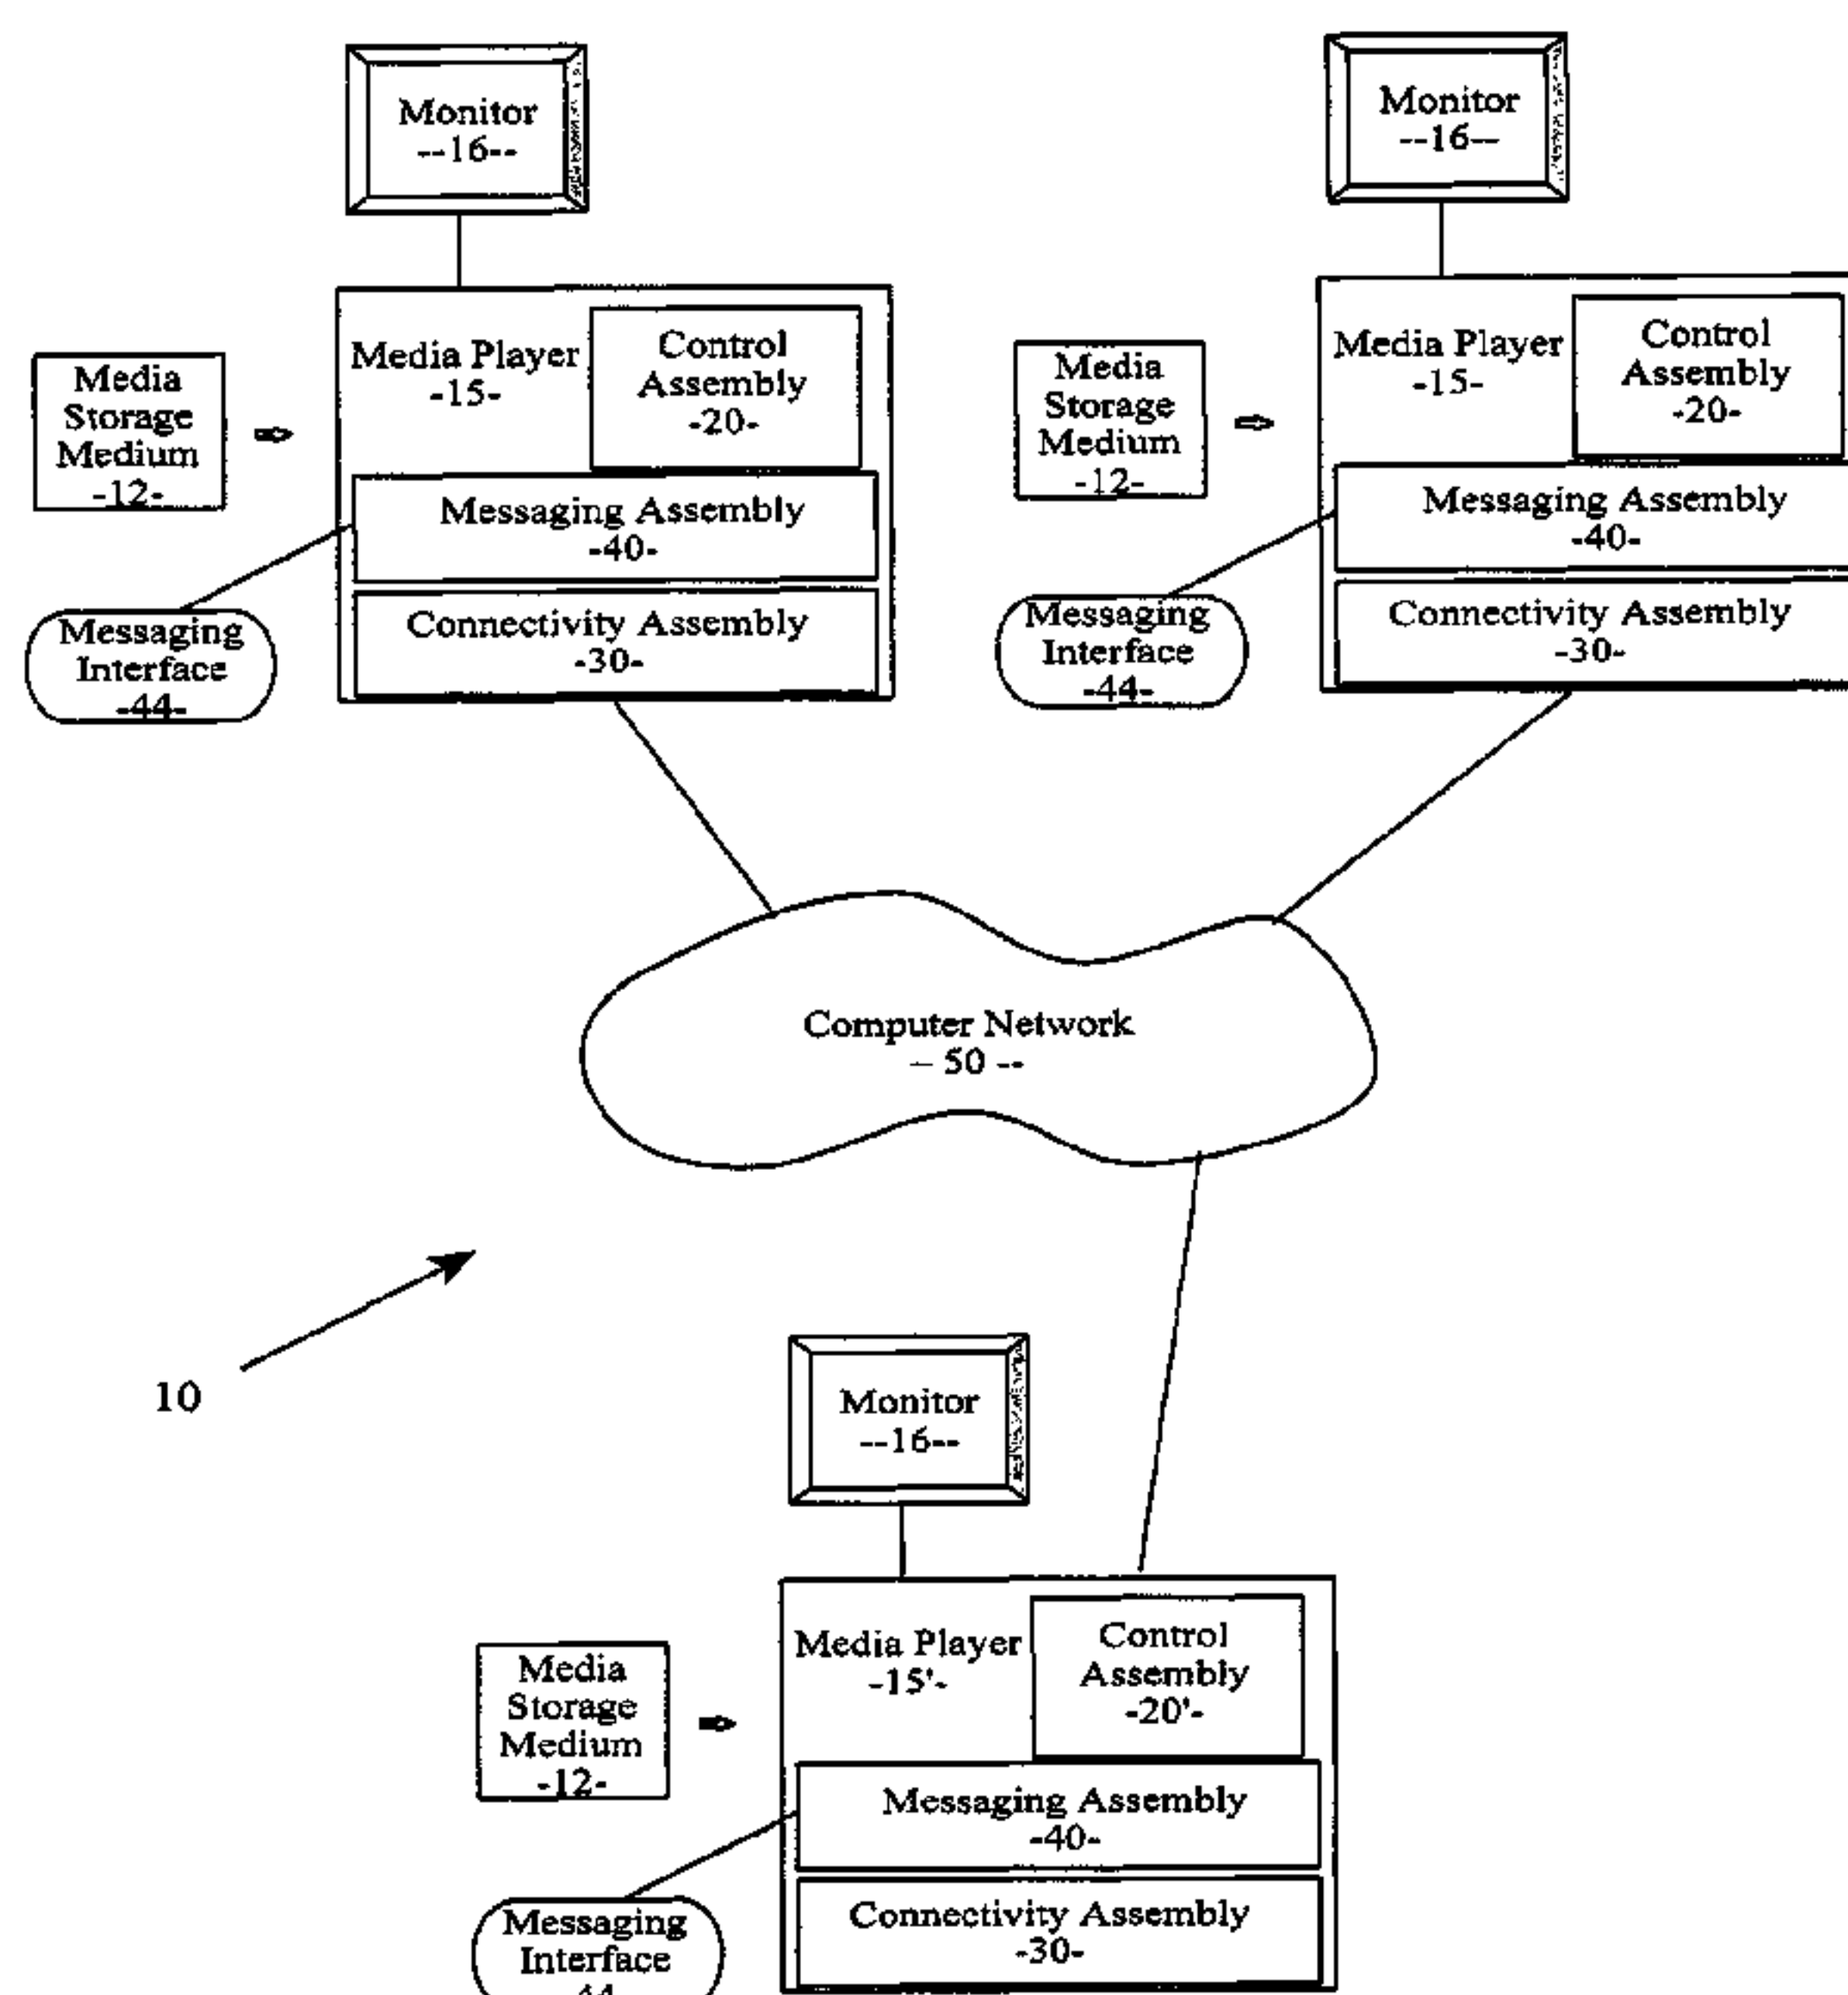 Monitor
--16--
Media Player
-15-
Control
Assembly
-20-
Media
Storage
Medium
-12-
Messaging Assembly
-40-
Messaging
Interface
-44-
Connectivity Assembly
-30-
Monitor
--16--
Media Player
-15-
Control
Assembly
-20-
Media
Storage
Medium
-12-
Messaging Assembly
-40-
Messaging
Interface
-44-
Connectivity Assembly
-30-
Computer Network
-- 50 --
10
Monitor
--16--
Media Player
-15'-
Control
Assembly
-20'-
Media
Storage
Medium
-12-
Messaging Assembly
-40-
Messaging
Interface
Connectivity Assembly
-30-